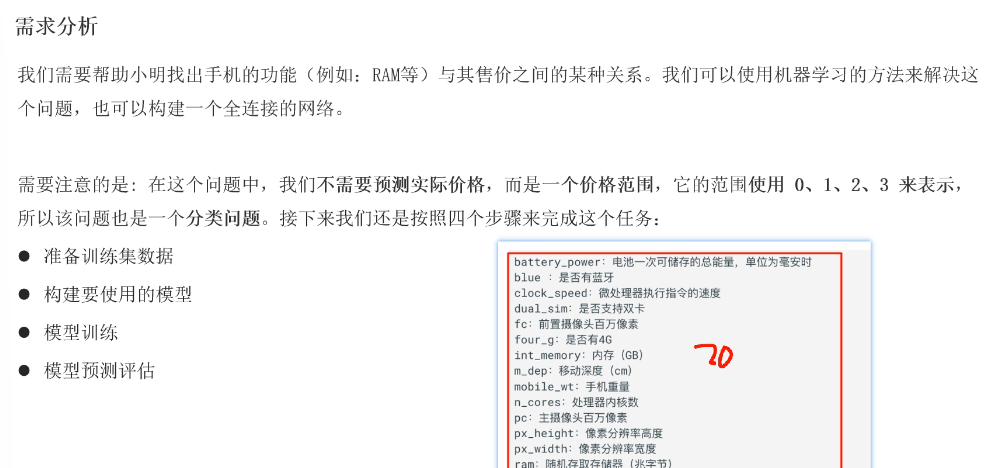 需求分析
我们需要帮助小明找出手机的功能（例如：RAM等）与其售价之间的某种关系。我们可以使用机器学习的方法来解决这
个问题，也可以构建一个全连接的网络。
需要注意的是: 在这个问题中，我们不需要预测实际价格，而是一个价格范围，它的范围使用 0、1、2、3 来表示，
所以该问题也是一个分类问题。接下来我们还是按照四个步骤来完成这个任务：
● 准备训练集数据
● 构建要使用的模型
● 模型训练
● 模型预测评估
battery_power：电池一次可储存的总能量，单位为毫安时
blue ：是否有蓝牙
clock_speed：微处理器执行指令的速度
dual_sim：是否支持双卡
fc：前置摄像头百万像素
four_g：是否有4G
int_memory：内存（GB）
m_dep：移动深度（cm）
mobile_wt：手机重量
n_cores：处理器内核数
pc：主摄像头百万像素
px_height：像素分辨率高度
px_width：像素分辨率宽度
ram：随机存取存储器（兆字节）
20